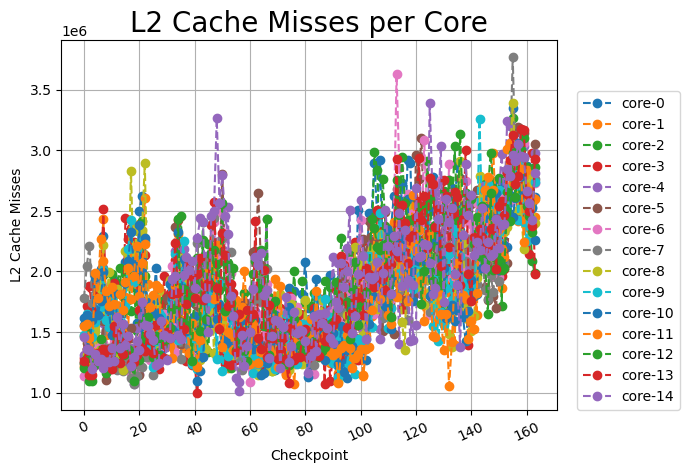 L2 Cache Misses per Core
1e6
3.5
3.0
2.5
2.0
1.5
1.0
L2 Cache Misses
0
20
40
60
80
100
120
140
160
Checkpoint
core-0
core-1
core-2
core-3
core-4
core-5
core-6
core-7
core-8
core-9
core-10
core-11
core-12
core-13
core-14